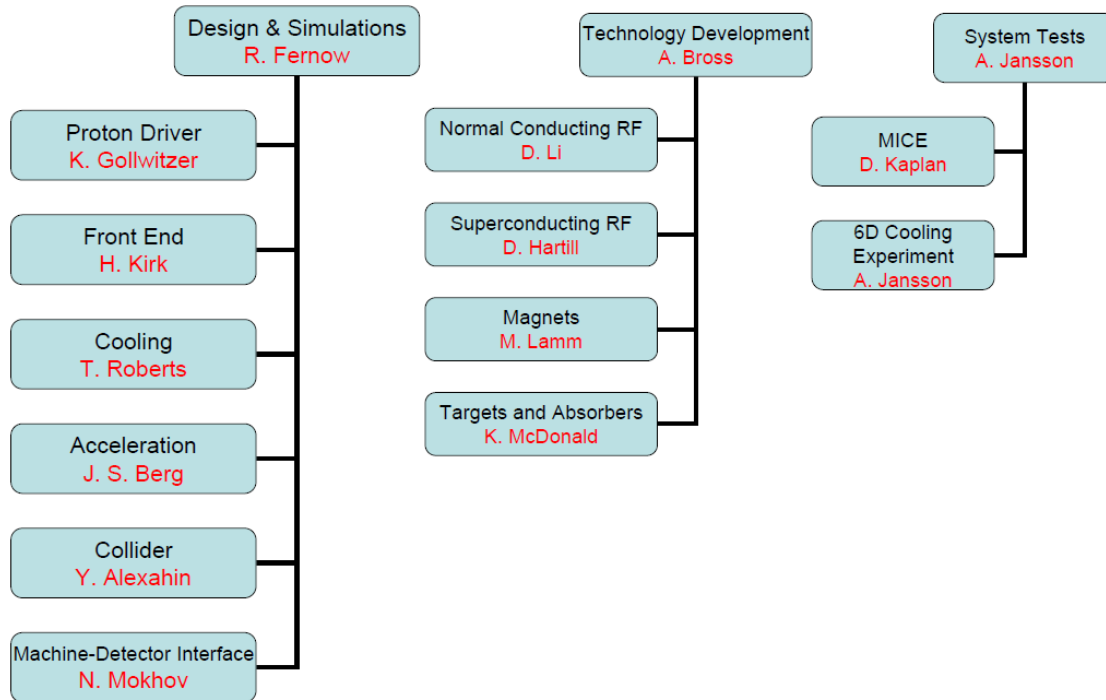 Design & Simulations
R. Fernow
Proton Driver
K. Gollwitzer
Front End
H. Kirk
Cooling
T. Roberts
Acceleration
J. S. Berg
Collider
Y. Alexahin
Machine-Detector Interface
N. Mokhov
Technology Development
A. Bross
Normal Conducting RF
D. Li
Superconducting RF
D. Hartill
Magnets
M. Lamm
Targets and Absorbers
K. McDonald
System Tests
A. Jansson
MICE
D. Kaplan
6D Cooling
Experiment
A. Jansson